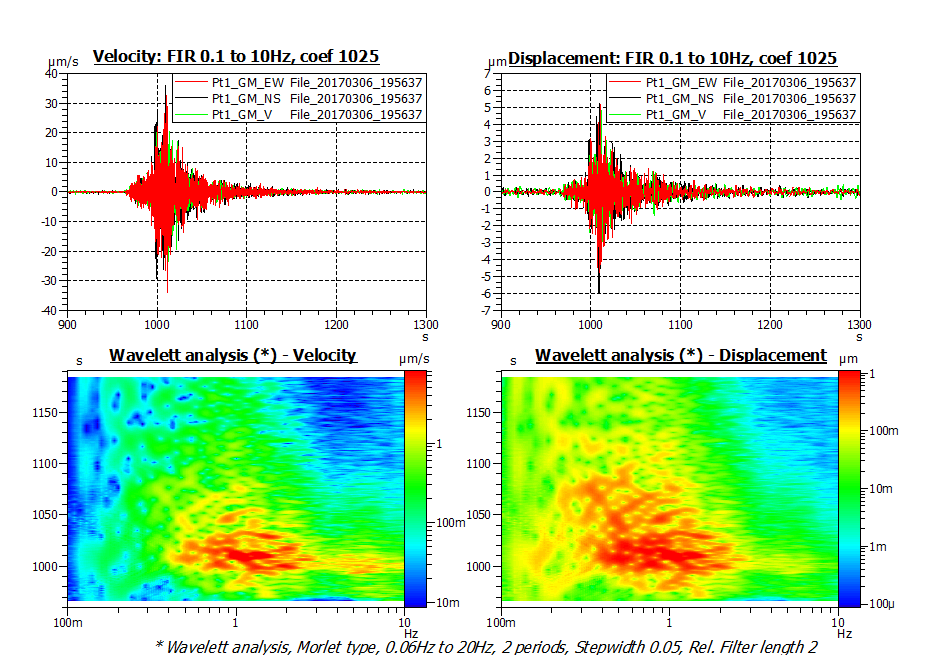 Velocity: FIR 0.1 to 10Hz, coef 1025
µm/s
40
30
20
10
0
-10
-20
-30
-40
Pt1_GM_EW File_20170306_195637
Pt1_GM_NS File_20170306_195637
Pt1_GM_V File_20170306_195637
900 1000 1100 1200 1300
s
Displacement: FIR 0.1 to 10Hz, coef 1025
µm
7
6
5
4
3
2
1
0
-1
-2
-3
-4
-5
-6
-7
Pt1_GM_EW File_20170306_195637
Pt1_GM_NS File_20170306_195637
Pt1_GM_V File_20170306_195637
900 1000 1100 1200 1300
s
Wavelett analysis (*) - Velocity
s
µm/s
1150
1100
1050
1000
1
100m
10m
100m 1 10
Hz
Wavelett analysis (*) - Displacement
s
µm
1150
1100
1050
1000
1
100m
10m
1m
100µ
100m 1 10
Hz
* Wavelett analysis, Morlet type, 0.06Hz to 20Hz, 2 periods, Stepwidth 0.05, Rel. Filter length 2